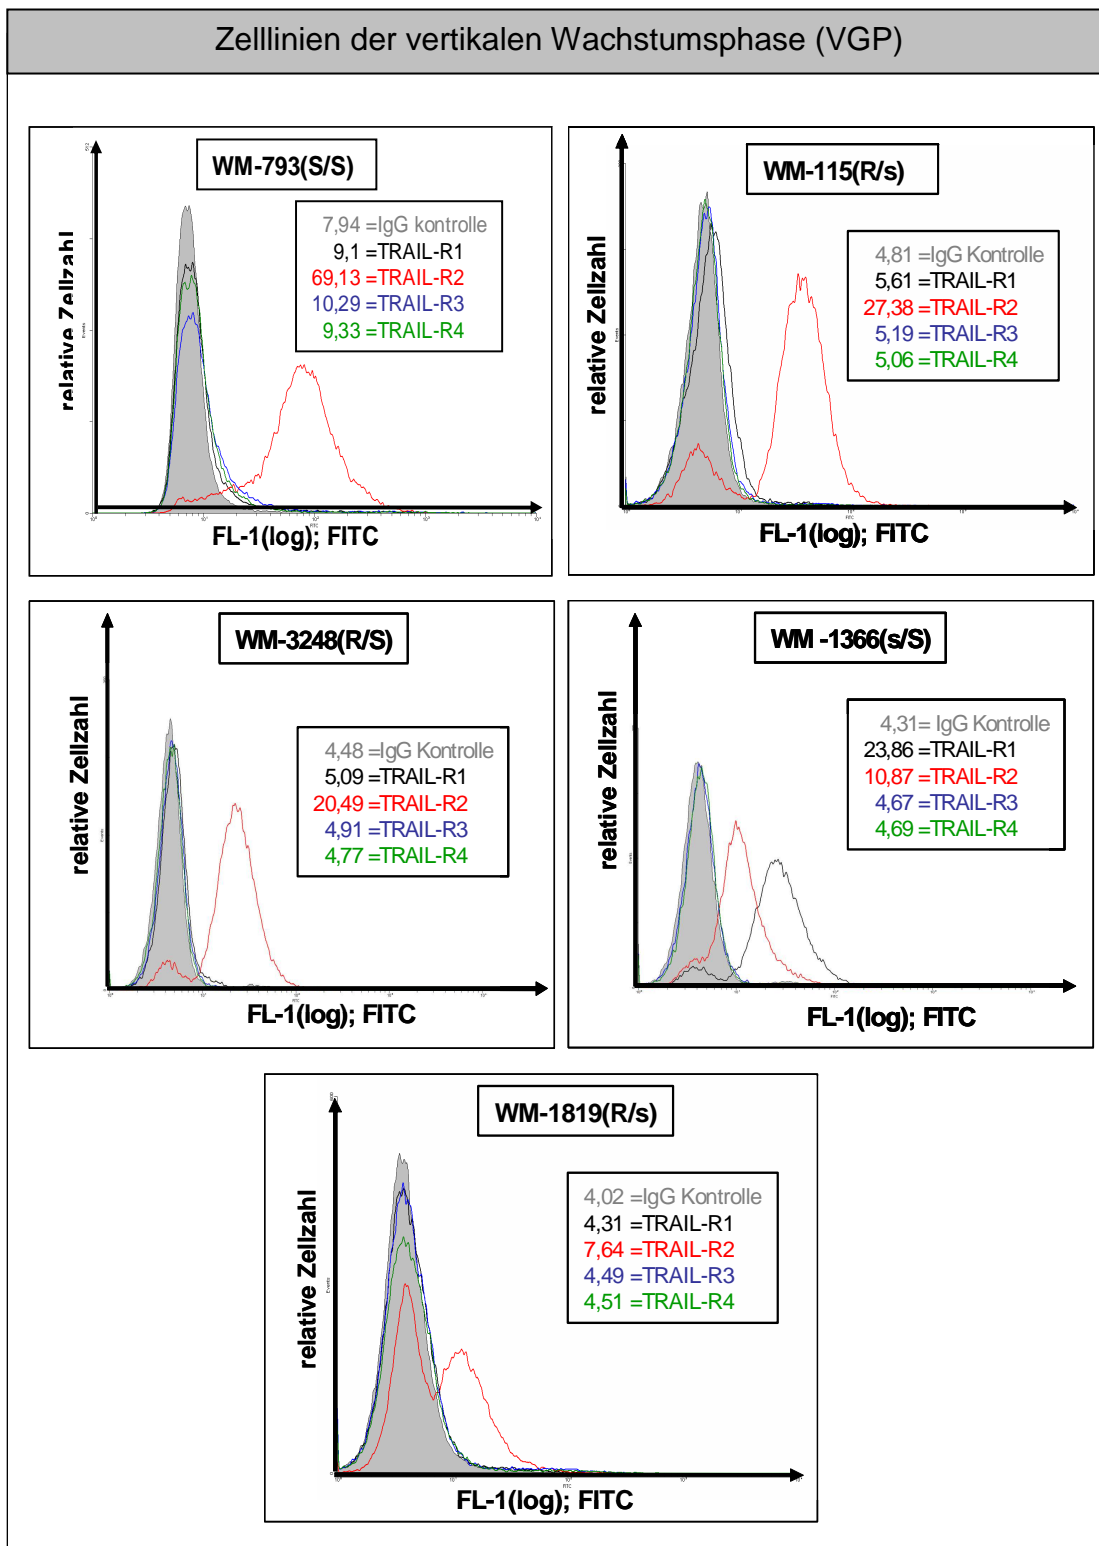 Zelllinien der vertikalen Wachstumsphase (VGP)
WM-793(S/S)
7,94 =IgG kontrolle
9,1 =TRAIL-R1
69,13 =TRAIL-R2
10,29 =TRAIL-R3
9,33 =TRAIL-R4
relative Zellzahl
FL-1(log); FITC
WM-115(R/s)
4,81 =IgG Kontrolle
5,61 =TRAIL-R1
27,38 =TRAIL-R2
5,19 =TRAIL-R3
5,06 =TRAIL-R4
relative Zellzahl
FL-1(log); FITC
WM-3248(R/S)
4,48 =IgG Kontrolle
5,09 =TRAIL-R1
20,49 =TRAIL-R2
4,91 =TRAIL-R3
4,77 =TRAIL-R4
relative Zellzahl
FL-1(log); FITC
WM -1366(s/S)
4,31= IgG Kontrolle
23,86 =TRAIL-R1
10,87 =TRAIL-R2
4,67 =TRAIL-R3
4,69 =TRAIL-R4
relative Zellzahl
FL-1(log); FITC
WM-1819(R/s)
4,02 =IgG Kontrolle
4,31 =TRAIL-R1
7,64 =TRAIL-R2
4,49 =TRAIL-R3
4,51 =TRAIL-R4
relative Zellzahl
FL-1(log); FITC